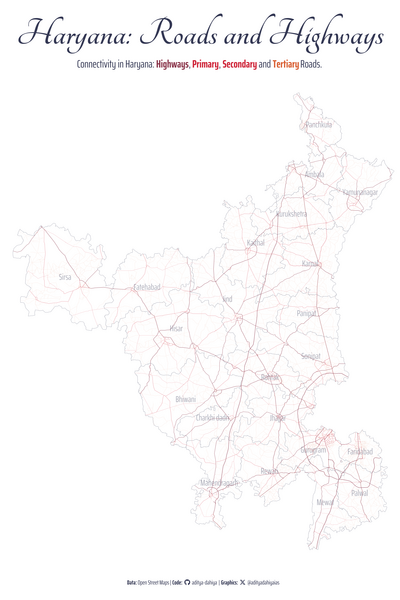 Haryana: Roads and Highways
Connectivity in Haryana: Highways, Primary, Secondary and Tertiary Roads.
Panchkula
Ambala
Yamunanagar
Kurukshetra
Kaithal
Karnal
Sirsa
Fatehabad
Jind
Panipat
Hisar
Sonipat
Rohtak
Bhiwani
Charkhi dadri
Jhajjar
Gurugram
Faridabad
Rewari
Mahendragarh
Palwal
Mewat
Data: Open Street Maps | Code: aditya-dahiya | Graphics: @adityadahiyaias